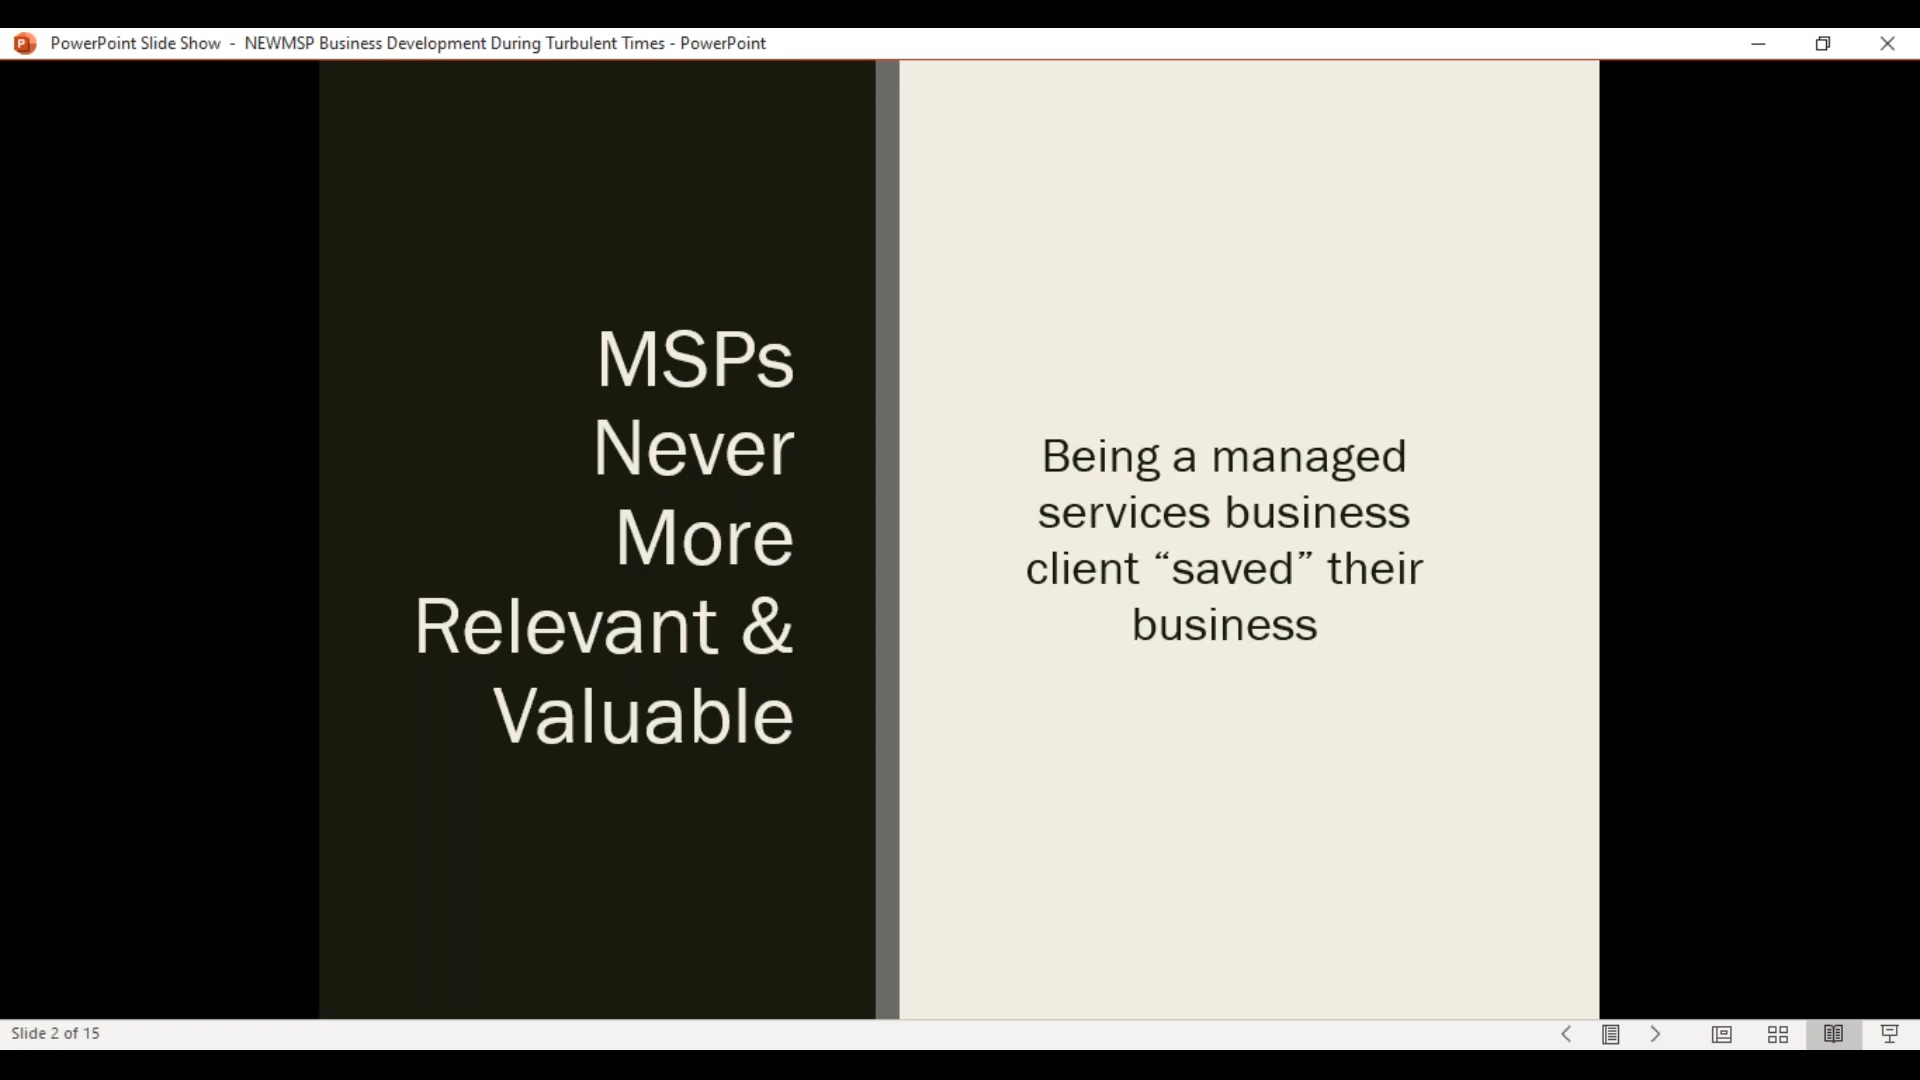 PowerPoint Slide Show - NEWMSP Business Development During Turbulent Times - PowerPoint
MSPs
Never
More
Relevant &
Valuable
Being a managed
services business
client “saved” their
business
Slide 2 of 15